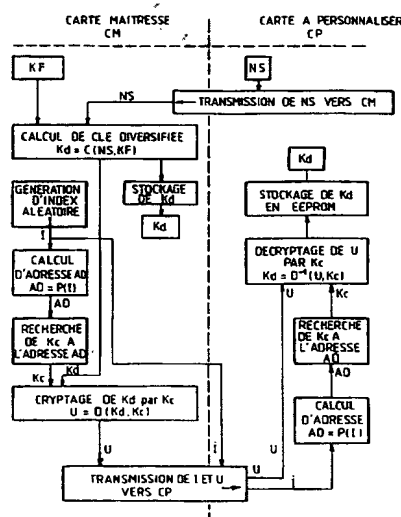 CARTE MAITRESSE
CM
CARTE A PERSONNALISER
CP
KF
NS
NS
TRANSMISSION DE NS VERS CM
CALCUL DE CLE DIVERSIFIEE
Kd = C(NS,KF)
STOCKAGE
DE Kd
Kd
GENERATION
D'INDEX
ALEATOIRE
I
CALCUL
D'ADRESSE AD
AD = P(I)
AD
RECHERCHE
DE Kc A
L'ADRESSE AD
Kc
Kd
CRYPTAGE DE Kd par Kc
U = D(Kd,Kc)
U
I
TRANSMISSION DE I ET U
VERS CP
Kd
STOCKAGE DE Kd
EN EEPROM
DECRYPTAGE DE U
PAR Kc
Kd = D⁻¹(U,Kc)
U
Kc
RECHERCHE
DE Kc A
L'ADRESSE
AD
AD
CALCUL
D'ADRESSE
AD = P(I)
U
I